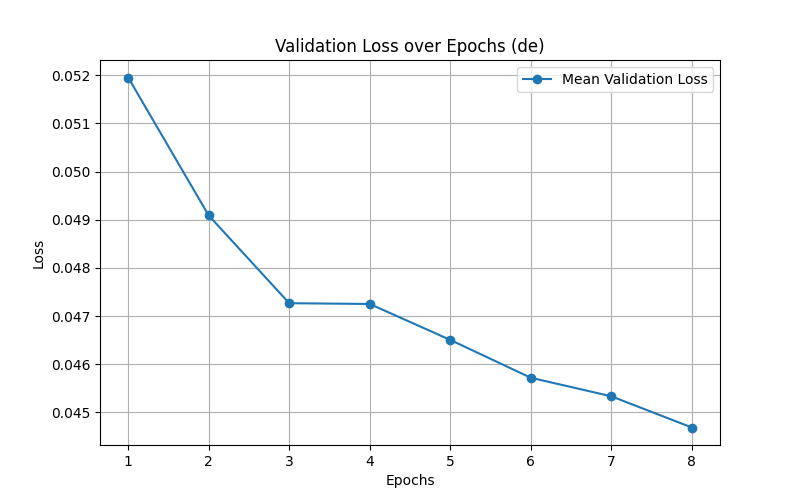 Validation Loss over Epochs (de)
Mean Validation Loss
0.052
0.051
0.050
0.049
0.048
0.047
0.046
0.045
Loss
1 2 3 4 5 6 7 8
Epochs